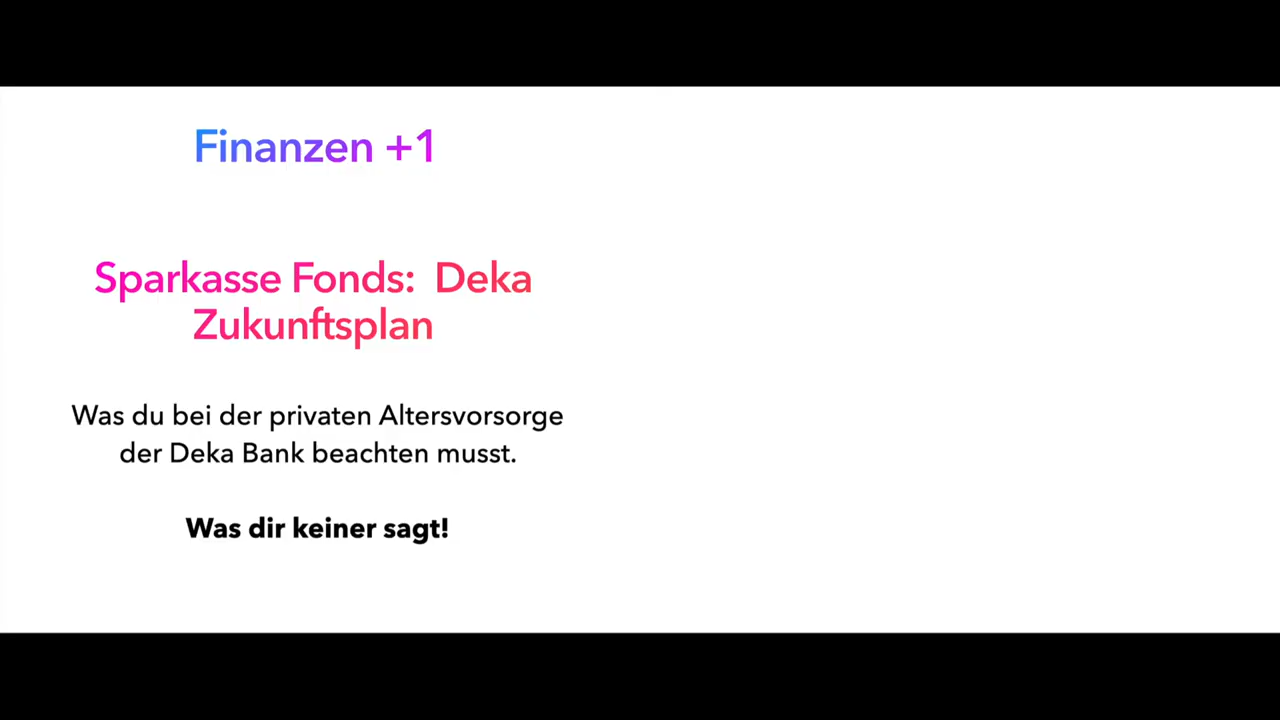 Finanzen +1
Sparkasse Fonds: Deka
Zukunftsplan
Was du bei der privaten Altersvorsorge
der Deka Bank beachten musst.
Was dir keiner sagt!